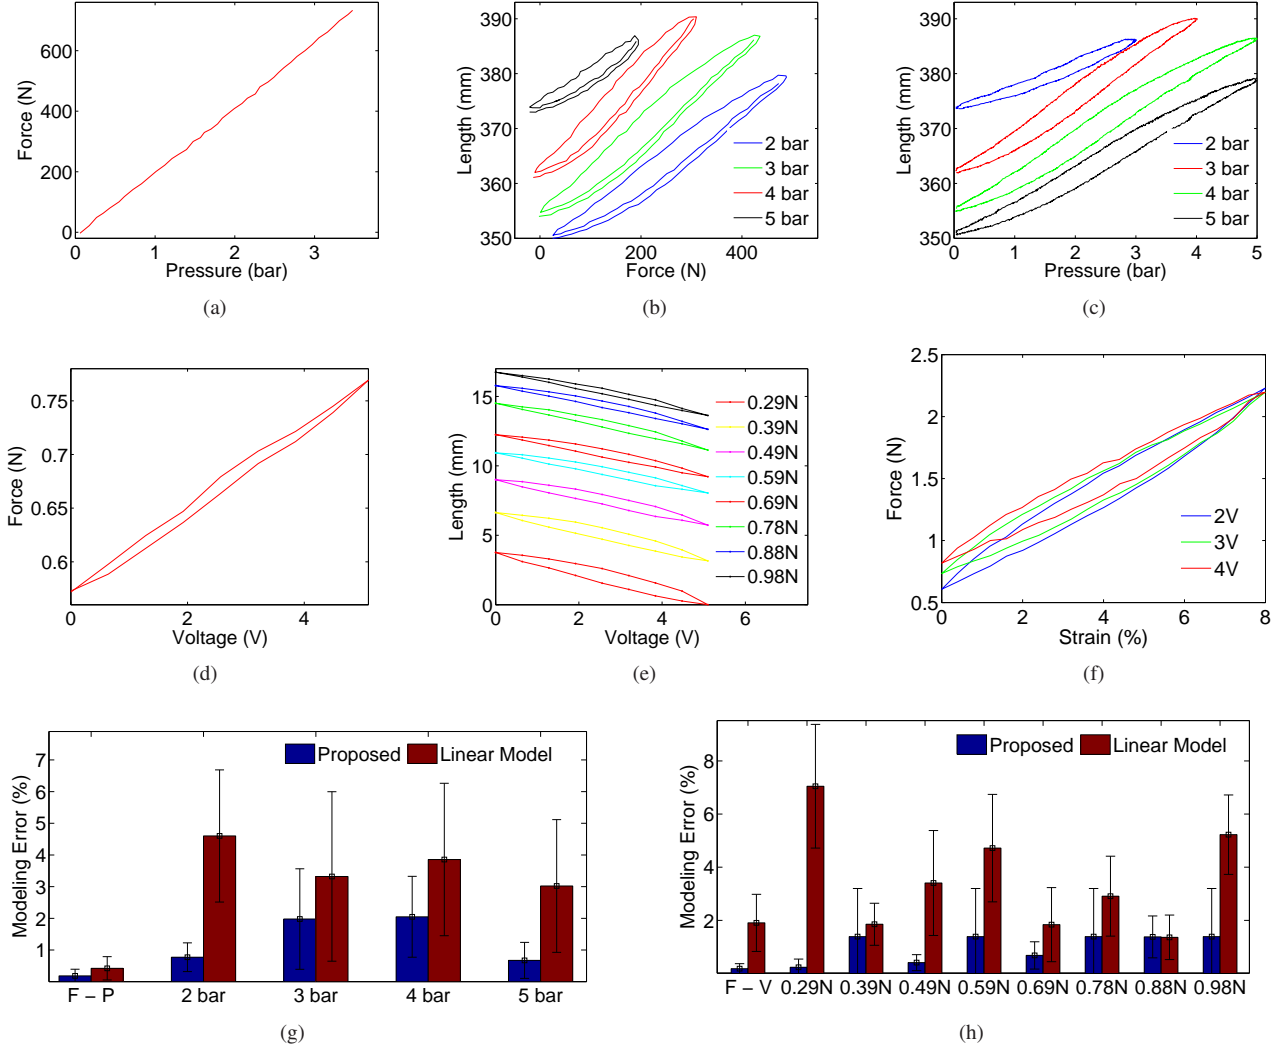 600
400
200
0
0
1
2
3
Force (N)
Pressure (bar)
(a)
390
380
370
360
350
0
200
400
Length (mm)
Force (N)
2 bar
3 bar
4 bar
5 bar
(b)
390
380
370
360
350
0
1
2
3
4
5
Length (mm)
Pressure (bar)
2 bar
3 bar
4 bar
5 bar
(c)
0.75
0.7
0.65
0.6
0
2
4
Force (N)
Voltage (V)
(d)
15
10
5
0
0
2
4
6
Length (mm)
Voltage (V)
0.29N
0.39N
0.49N
0.59N
0.69N
0.78N
0.88N
0.98N
(e)
2.5
2
1.5
1
0.5
0
2
4
6
8
Force (N)
Strain (%)
2V
3V
4V
(f)
7
6
5
4
3
2
1
Modeling Error (%)
Proposed
Linear Model
F − P
2 bar
3 bar
4 bar
5 bar
(g)
8
6
4
2
Modeling Error (%)
Proposed
Linear Model
F − V
0.29N
0.39N
0.49N
0.59N
0.69N
0.78N
0.88N
0.98N
(h)